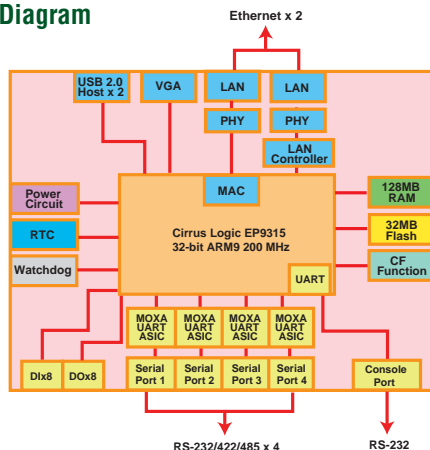 Diagram
Ethernet x 2
USB 2.0
Host x 2
VGA
LAN
LAN
PHY
PHY
LAN
Controller
MAC
Power
Circuit
128MB
RAM
Cirrus Logic EP9315
32-bit ARM9 200 MHz
RTC
32MB
Flash
Watchdog
CF
Function
UART
MOXA
UART
ASIC
MOXA
UART
ASIC
MOXA
UART
ASIC
MOXA
UART
ASIC
DIx8
DOx8
Serial
Port 1
Serial
Port 2
Serial
Port 3
Serial
Port 4
Console
Port
RS-232/422/485 x 4
RS-232